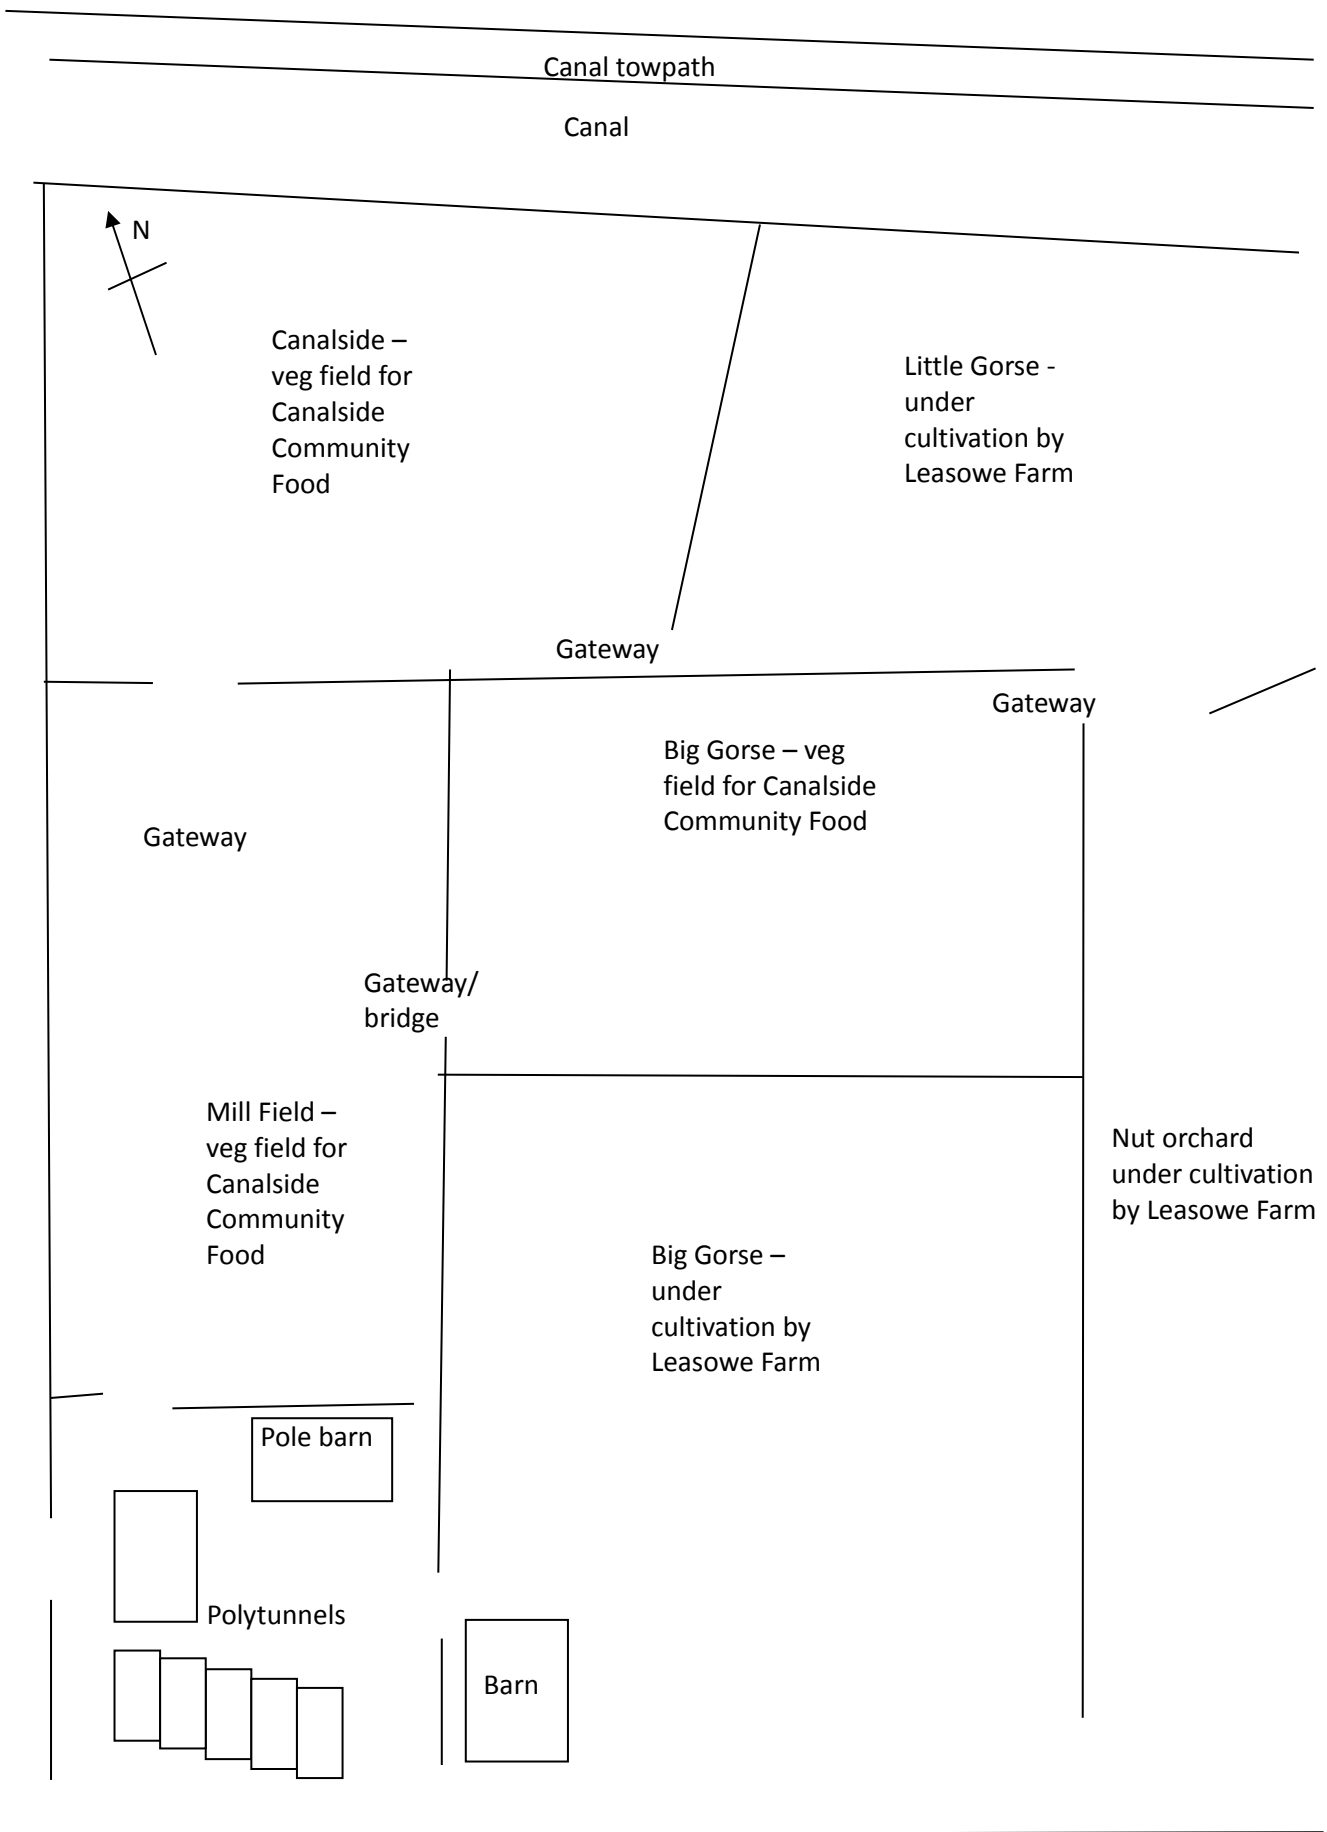 Canal towpath
Canal
N
Canalside –
veg field for
Canalside
Community
Food
Little Gorse -
under
cultivation by
Leasowe Farm
Gateway
Gateway
Big Gorse – veg
field for Canalside
Community Food
Gateway
Gateway/
bridge
Mill Field –
veg field for
Canalside
Community
Food
Nut orchard
under cultivation
by Leasowe Farm
Big Gorse –
under
cultivation by
Leasowe Farm
Pole barn
Polytunnels
Barn